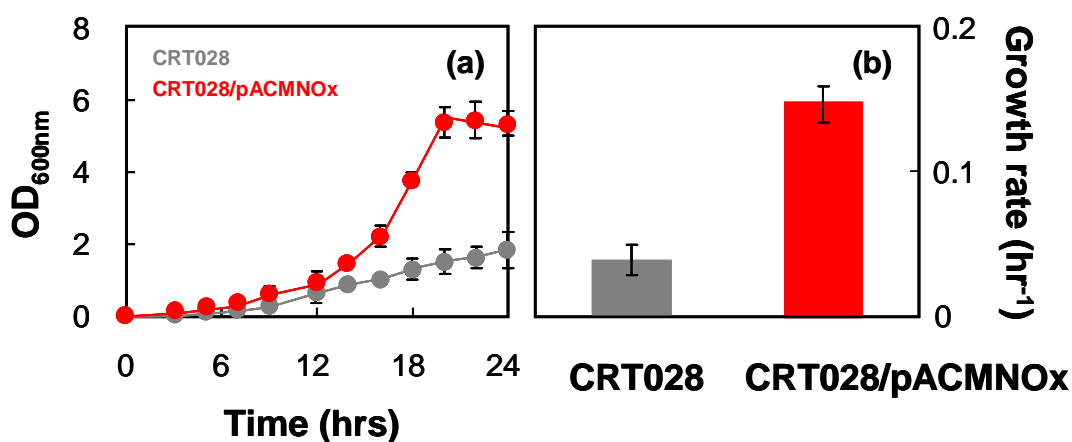 8
6
4
2
0
OD600nm
CRT028
CRT028/pACMNOx
(a)
0
6
12
18
24
Time (hrs)
(b)
0.2
0.1
0
Growth rate (hr-1)
CRT028
CRT028/pACMNOx